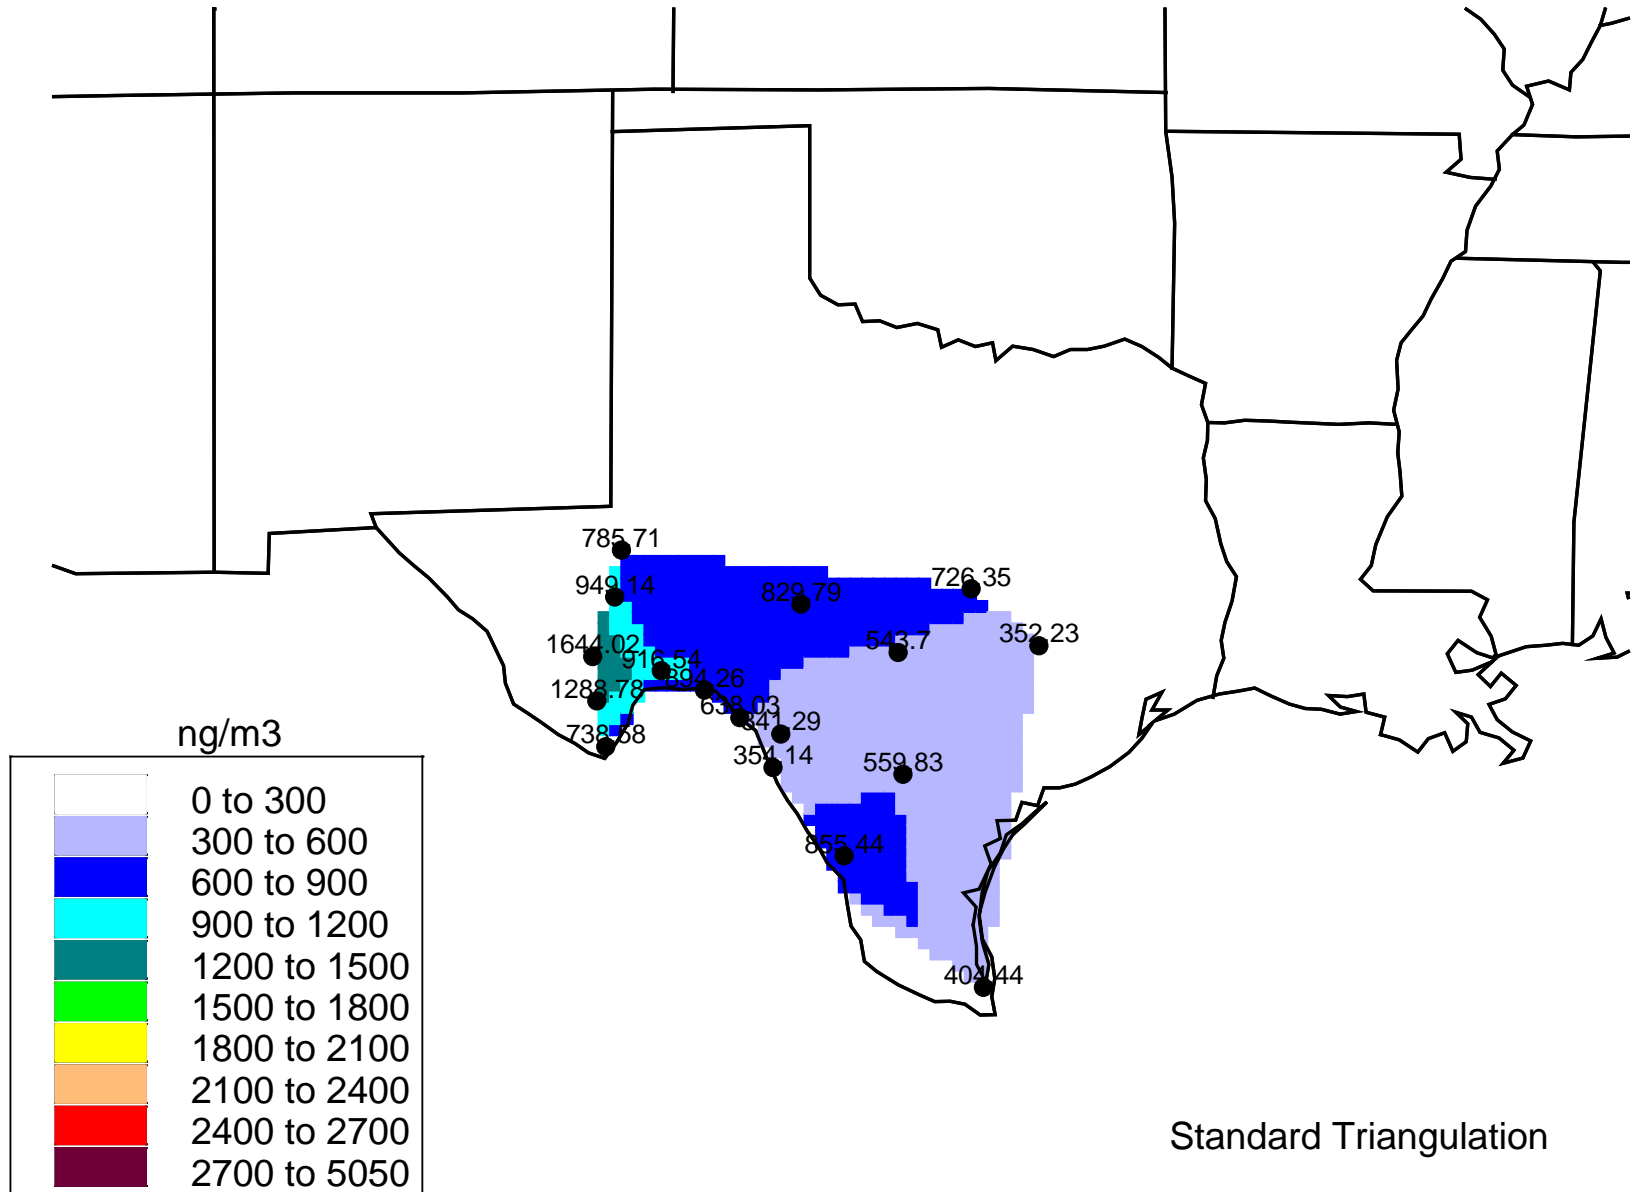 785.71
949.14
829.79
726.35
1644.02
916.54
543.7
352.23
894.26
1288.78
638.03
341.29
738.58
354.14
559.83
855.44
404.44
ng/m3
0 to 300
300 to 600
600 to 900
900 to 1200
1200 to 1500
1500 to 1800
1800 to 2100
2100 to 2400
2400 to 2700
2700 to 5050
Standard Triangulation